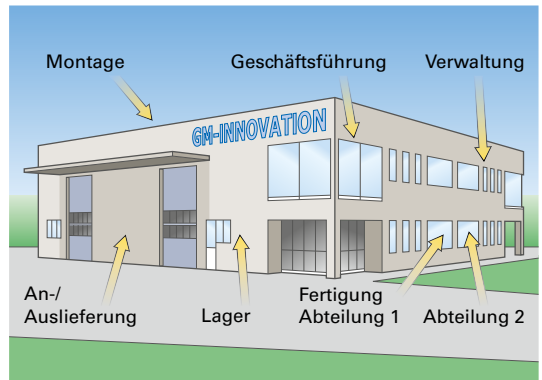 Montage
Geschäftsführung
Verwaltung
GM-INNOVATION
An-/
Auslieferung
Lager
Fertigung
Abteilung 1
Abteilung 2